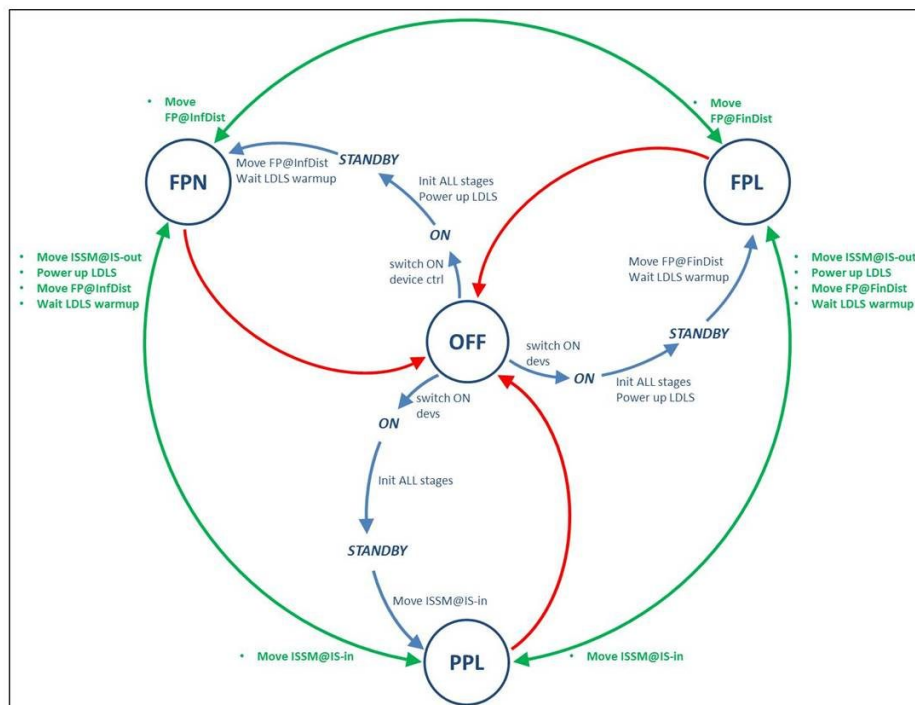 • Move
FP@InfDist
• Move
FP@FinDist
FPN
Move FP@InfDist
Wait LDLS warmup
STANDBY
Init ALL stages
Power up LDLS
ON
switch ON
device ctrl
FPL
• Move ISSM@IS-out
• Power up LDLS
• Move FP@InfDist
• Wait LDLS warmup
Move FP@FinDist
Wait LDLS warmup
• Move ISSM@IS-out
• Power up LDLS
• Move FP@FinDist
• Wait LDLS warmup
OFF
switch ON
devs
ON
STANDBY
Init ALL stages
Power up LDLS
switch ON
devs
ON
Init ALL stages
STANDBY
Move ISSM@IS-in
• Move ISSM@IS-in
PPL
• Move ISSM@IS-in